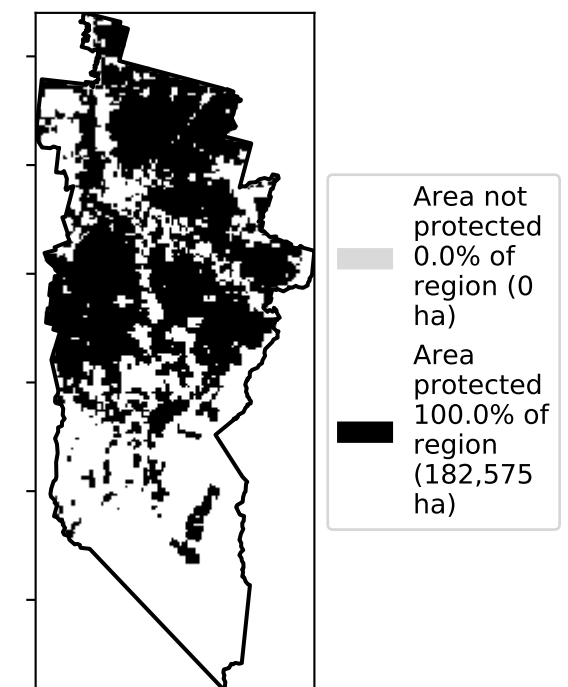 Area not
protected
0.0% of
region (0
ha)
Area
protected
100.0% of
region
(182,575
ha)